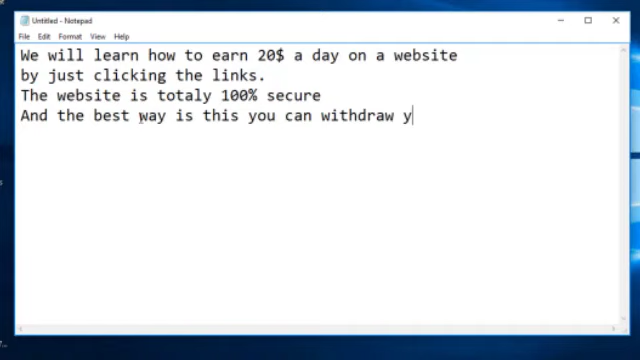 Untitled - Notepad
File Edit Format View Help
We will learn how to earn 20$ a day on a website
by just clicking the links.
The website is totaly 100% secure
And the best way is this you can withdraw y